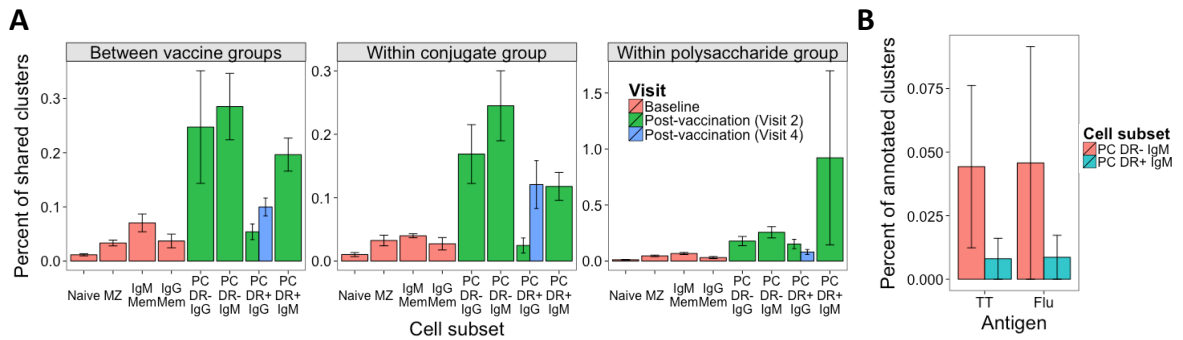 A
Between vaccine groups
Within conjugate group
Within polysaccharide group
Percent of shared clusters
0.3
0.2
0.1
0.0
0.3
0.2
0.1
0.0
1.5
1.0
0.5
0.0
Visit
Baseline
Post-vaccination (Visit 2)
Post-vaccination (Visit 4)
Naive MZ IgM Mem IgG Mem PC DR- IgG PC DR- IgM PC DR+ IgG PC DR+ IgM
Naive MZ IgM Mem IgG Mem PC DR- IgG PC DR- IgM PC DR+ IgG PC DR+ IgM
Naive MZ IgM Mem IgG Mem PC DR- IgG PC DR- IgM PC DR+ IgG PC DR+ IgM
Cell subset
B
Percent of annotated clusters
0.075
0.050
0.025
0.000
TT Flu
Antigen
Cell subset
PC DR- IgM
PC DR+ IgM